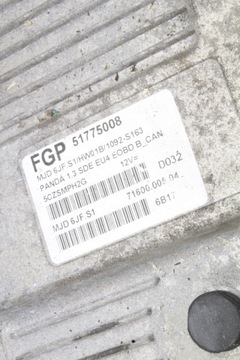 FGP 51775008
MJD 6JF.S1/HW01B/1092-S163
PANDA 1.3 SDE EU4 EOBD B_CAN
5CZSMPH2G 12V= D03Z
MJD 6JF.S1 71600.005.04
6B17